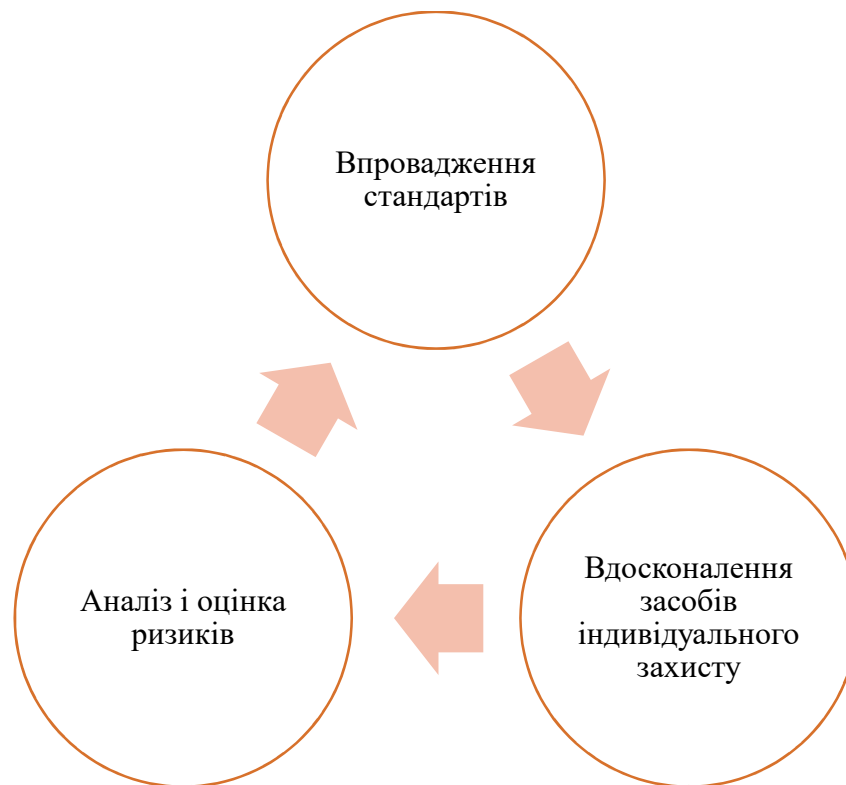 Впровадження
стандартів
Аналіз і оцінка
ризиків
Вдосконалення
засобів
індивідуального
захисту